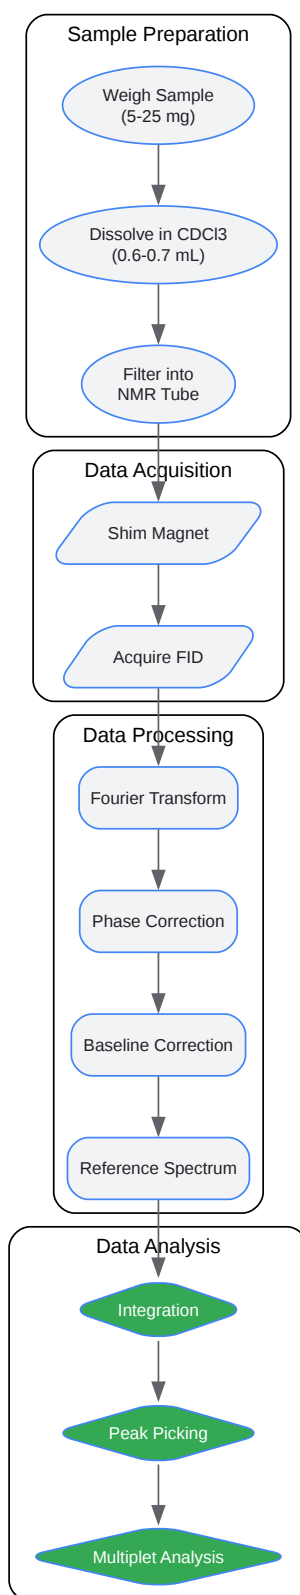 Sample Preparation
Weigh Sample
(5-25 mg)
Dissolve in CDCl3
(0.6-0.7 mL)
Filter into
NMR Tube
Data Acquisition
Shim Magnet
Acquire FID
Data Processing
Fourier Transform
Phase Correction
Baseline Correction
Reference Spectrum
Data Analysis
Integration
Peak Picking
Multiplet Analysis